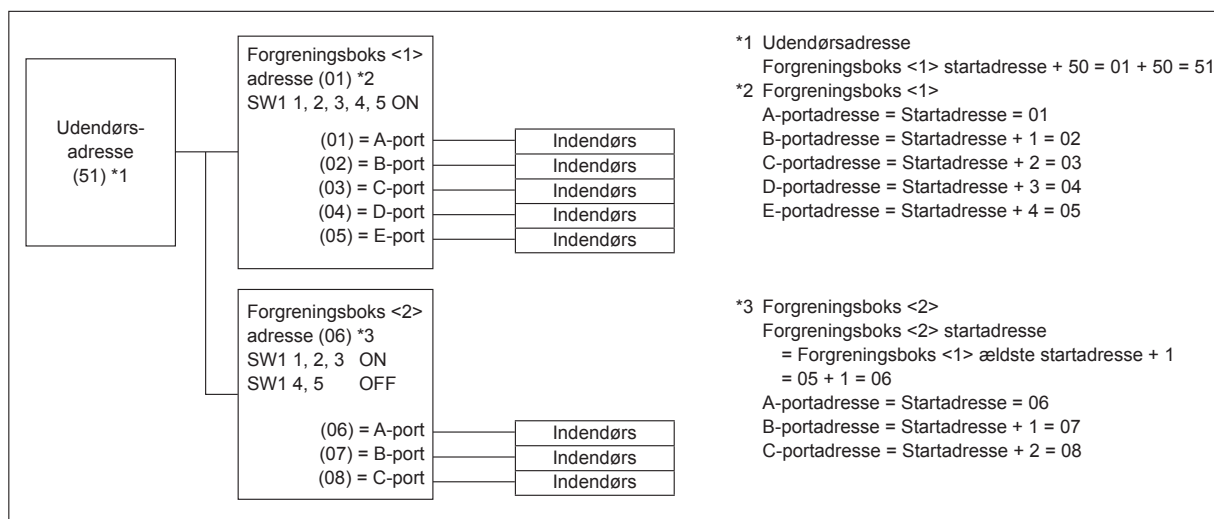 Udendørs-
adresse
(51) *1
Forgreningsboks <1>
adresse (01) *2
SW1 1, 2, 3, 4, 5 ON
(01) = A-port
(02) = B-port
(03) = C-port
(04) = D-port
(05) = E-port
Indendørs
Indendørs
Indendørs
Indendørs
Indendørs
*1 Udendørsadresse
Forgreningsboks <1> startadresse + 50 = 01 + 50 = 51
*2 Forgreningsboks <1>
A-portadresse = Startadresse = 01
B-portadresse = Startadresse + 1 = 02
C-portadresse = Startadresse + 2 = 03
D-portadresse = Startadresse + 3 = 04
E-portadresse = Startadresse + 4 = 05
Forgreningsboks <2>
adresse (06) *3
SW1 1, 2, 3 ON
SW1 4, 5 OFF
(06) = A-port
(07) = B-port
(08) = C-port
Indendørs
Indendørs
Indendørs
*3 Forgreningsboks <2>
Forgreningsboks <2> startadresse
= Forgreningsboks <1> ældste startadresse + 1
= 05 + 1 = 06
A-portadresse = Startadresse = 06
B-portadresse = Startadresse + 1 = 07
C-portadresse = Startadresse + 2 = 08